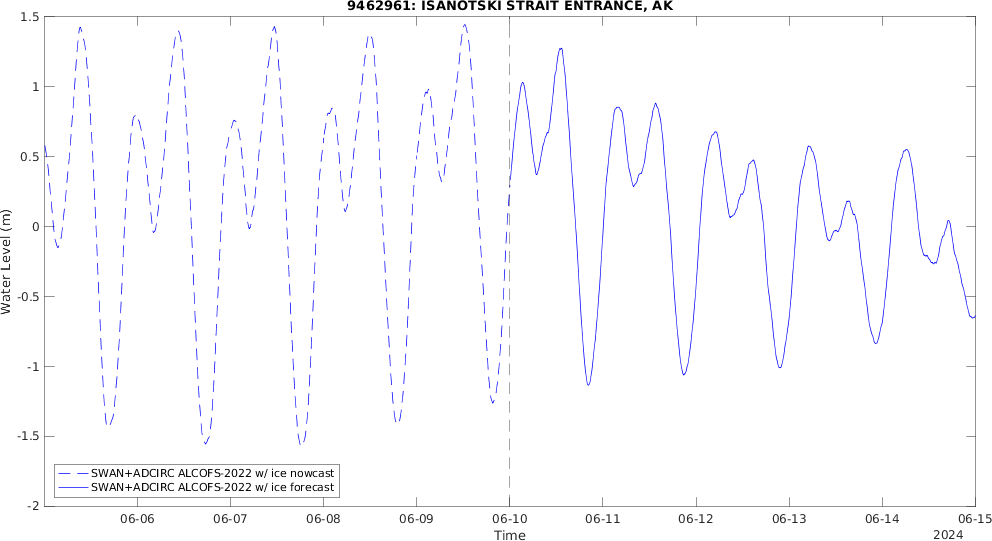 9462961: ISANOTSKI STRAIT ENTRANCE, AK
Water Level (m)
1.5
1
0.5
0
-0.5
-1
-1.5
-2
SWAN+ADCIRC ALCOFS-2022 w/ ice nowcast
SWAN+ADCIRC ALCOFS-2022 w/ ice forecast
06-06 06-07 06-08 06-09 06-10 06-11 06-12 06-13 06-14 06-15
Time
2024